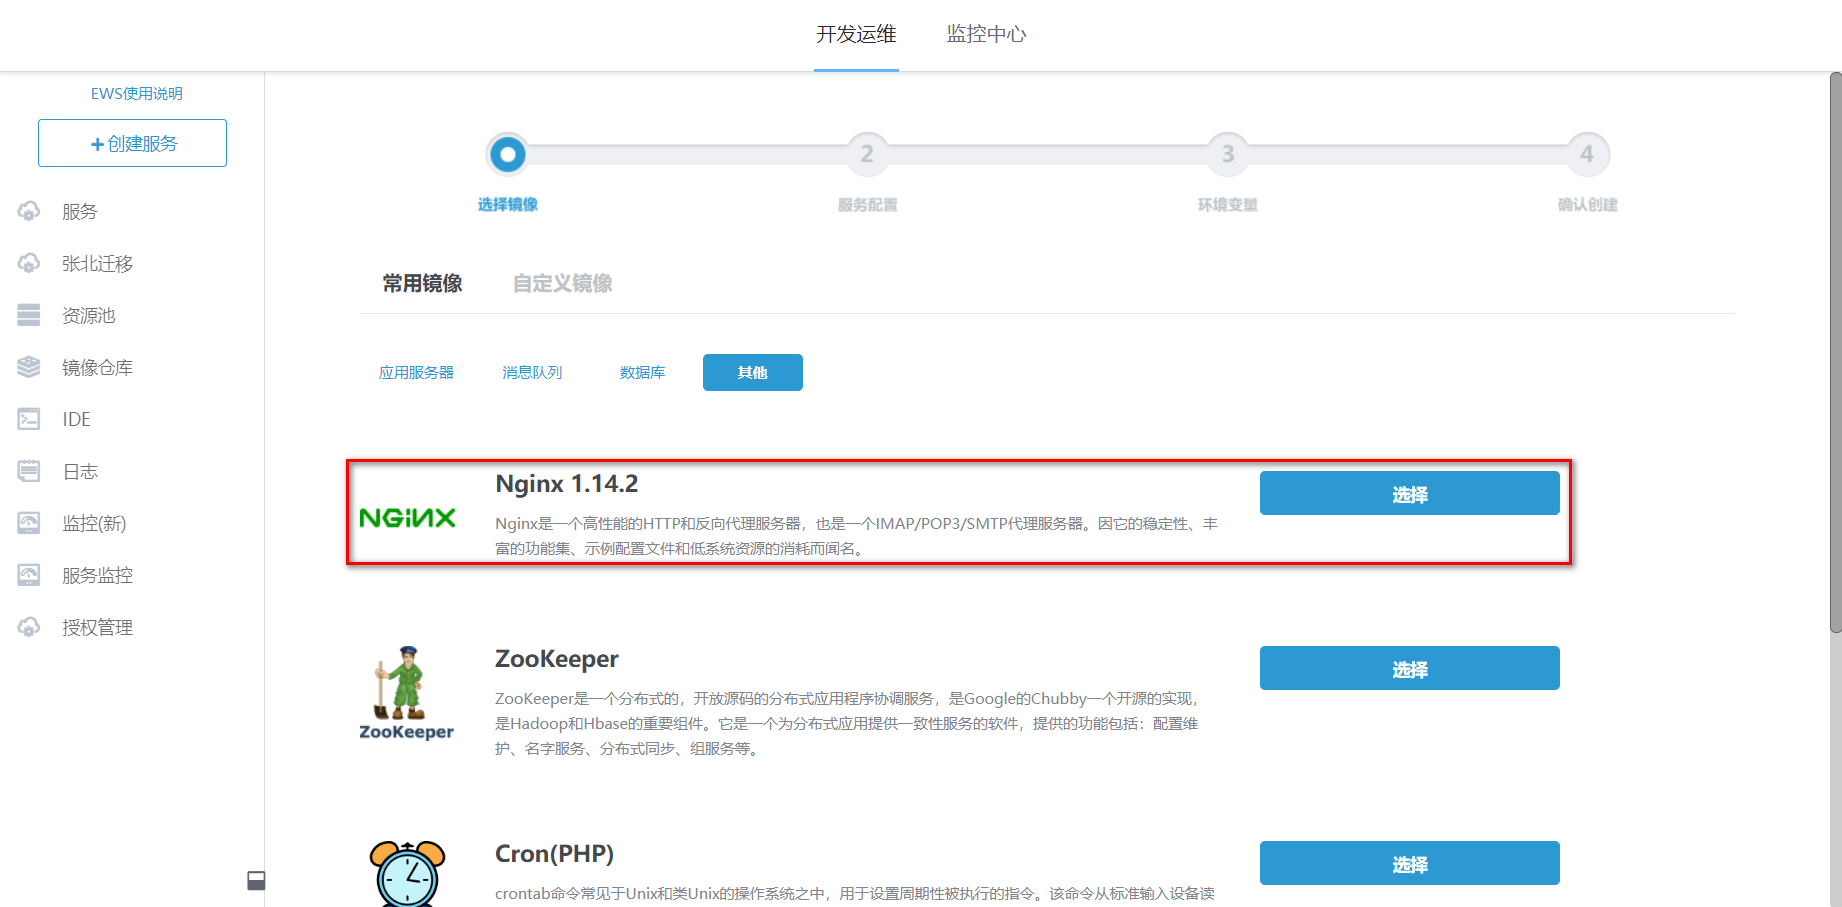 开发运维
监控中心
EWS使用说明
+创建服务
服务
张北迁移
资源池
镜像仓库
IDE
日志
监控(新)
服务监控
授权管理
2
3
4
选择镜像
服务配置
环境变量
确认创建
常用镜像
自定义镜像
应用服务器
消息队列
数据库
其他
NGINX
Nginx 1.14.2
选择
Nginx是一个高性能的HTTP和反向代理服务器，也是一个IMAP/POP3/SMTP代理服务器。因它的稳定性、丰
富的功能集、示例配置文件和低系统资源的消耗而闻名。
ZooKeeper
ZooKeeper
选择
ZooKeeper是一个分布式的，开放源码的分布式应用程序协调服务，是Google的Chubby一个开源的实现，
是Hadoop和Hbase的重要组件。它是一个为分布式应用提供一致性服务的软件，提供的功能包括：配置维
护、名字服务、分布式同步、组服务等。
Cron(PHP)
选择
crontab命令常见于Unix和类Unix的操作系统之中，用于设置周期性被执行的指令。该命令从标准输入设备读